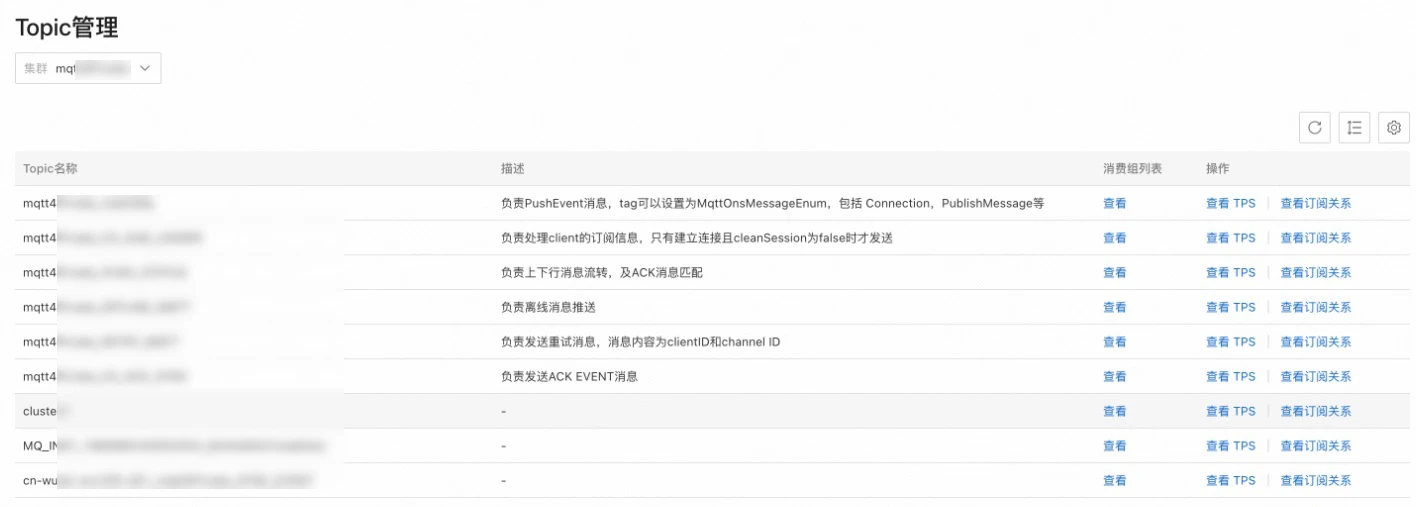 Topic管理
集群 mqt
Topic名称 描述 消费组列表 操作
mqtt4 负责PushEvent消息，tag可以设置为MqttOnsMessageEnum，包括 Connection，PublishMessage等 查看 查看 TPS 查看订阅关系
mqtt4 负责处理client的订阅信息，只有建立连接且cleanSession为false时才发送 查看 查看 TPS 查看订阅关系
mqtt4 负责上下行消息流转，及ACK消息匹配 查看 查看 TPS 查看订阅关系
mqtt4 负责离线消息推送 查看 查看 TPS 查看订阅关系
mqtt4 负责发送重试消息，消息内容为clientID和channel ID 查看 查看 TPS 查看订阅关系
mqtt4 负责发送ACK EVENT消息 查看 查看 TPS 查看订阅关系
cluste - 查看 查看 TPS 查看订阅关系
MQ_IN - 查看 查看 TPS 查看订阅关系
cn-wu - 查看 查看 TPS 查看订阅关系